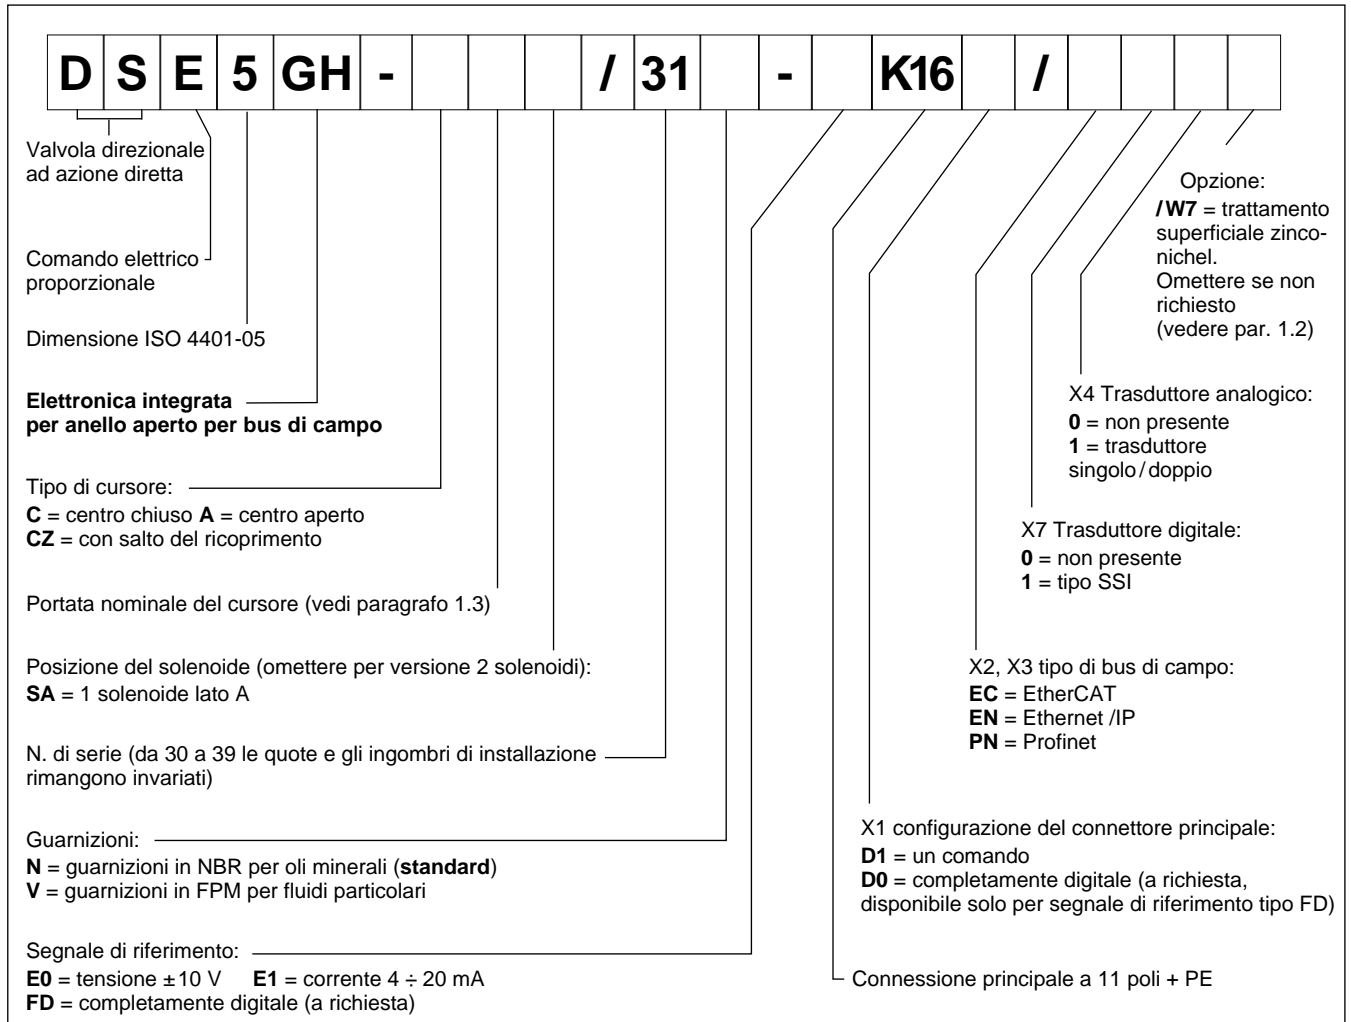 D S E 5 GH - / 31 - K16 /
Valvola direzionale
ad azione diretta
Comando elettrico
proporzionale
Dimensione ISO 4401-05
Elettronica integrata
per anello aperto per bus di campo
Tipo di cursore:
C = centro chiuso A = centro aperto
CZ = con salto del ricoprimento
Portata nominale del cursore (vedi paragrafo 1.3)
Posizione del solenoide (omettere per versione 2 solenoidi):
SA = 1 solenoide lato A
N. di serie (da 30 a 39 le quote e gli ingombri di installazione
rimangono invariati)
Guarnizioni:
N = guarnizioni in NBR per oli minerali (standard)
V = guarnizioni in FPM per fluidi particolari
Segnale di riferimento:
E0 = tensione ±10 V E1 = corrente 4 ÷ 20 mA
FD = completamente digitale (a richiesta)
Opzione:
/W7 = trattamento
superficiale zinco-
nichel.
Omettere se non
richiesto
(vedere par. 1.2)
X4 Trasduttore analogico:
0 = non presente
1 = trasduttore
singolo/doppio
X7 Trasduttore digitale:
0 = non presente
1 = tipo SSI
X2, X3 tipo di bus di campo:
EC = EtherCAT
EN = Ethernet /IP
PN = Profinet
X1 configurazione del connettore principale:
D1 = un comando
D0 = completamente digitale (a richiesta,
disponibile solo per segnale di riferimento tipo FD)
Connessione principale a 11 poli + PE